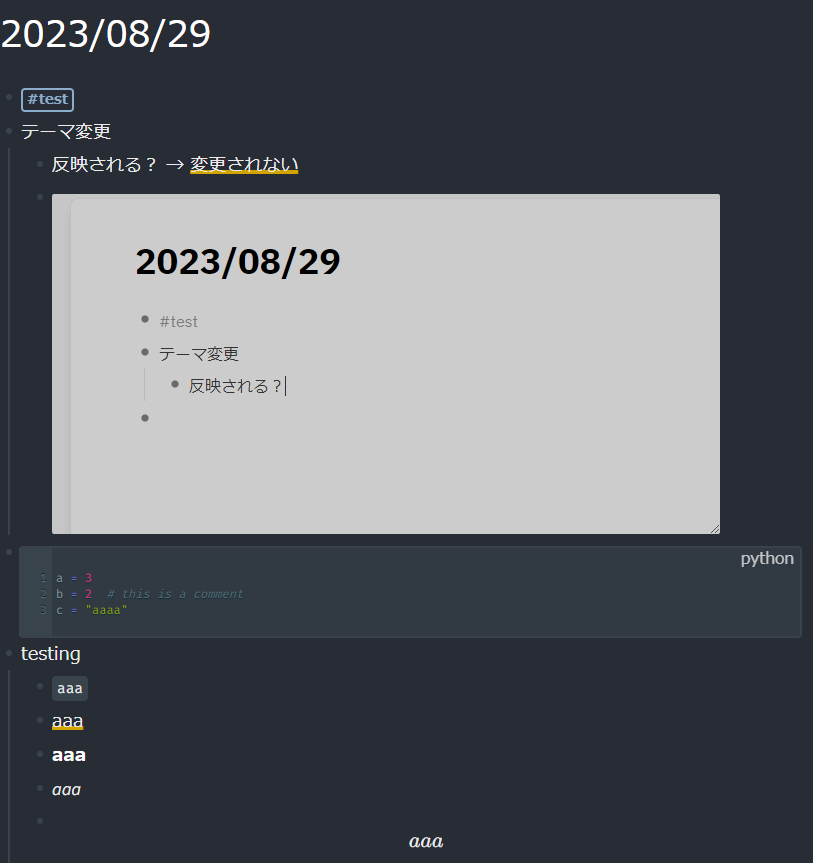 2023/08/29
#test
テーマ変更
反映される？ → 変更されない
2023/08/29
#test
テーマ変更
反映される？
python
1 a = 3
2 b = 2  # this is a comment
3 c = "aaaa"
testing
aaa
aaa
aaa
aaa
aaa